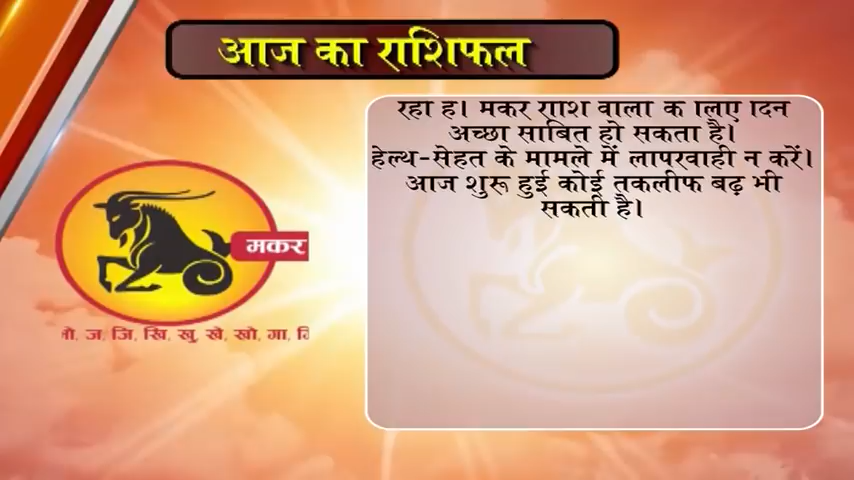 आज का राशिफल
रहा है। मकर राशि वालों के लिए दिन
अच्छा साबित हो सकता है।
हेल्थ-सेहत के मामले में लापरवाही न करें।
आज शुरू हुई कोई तकलीफ बढ़ भी
सकती है।
मकर
ज, जि, खि, खु, खे, खो, गा,